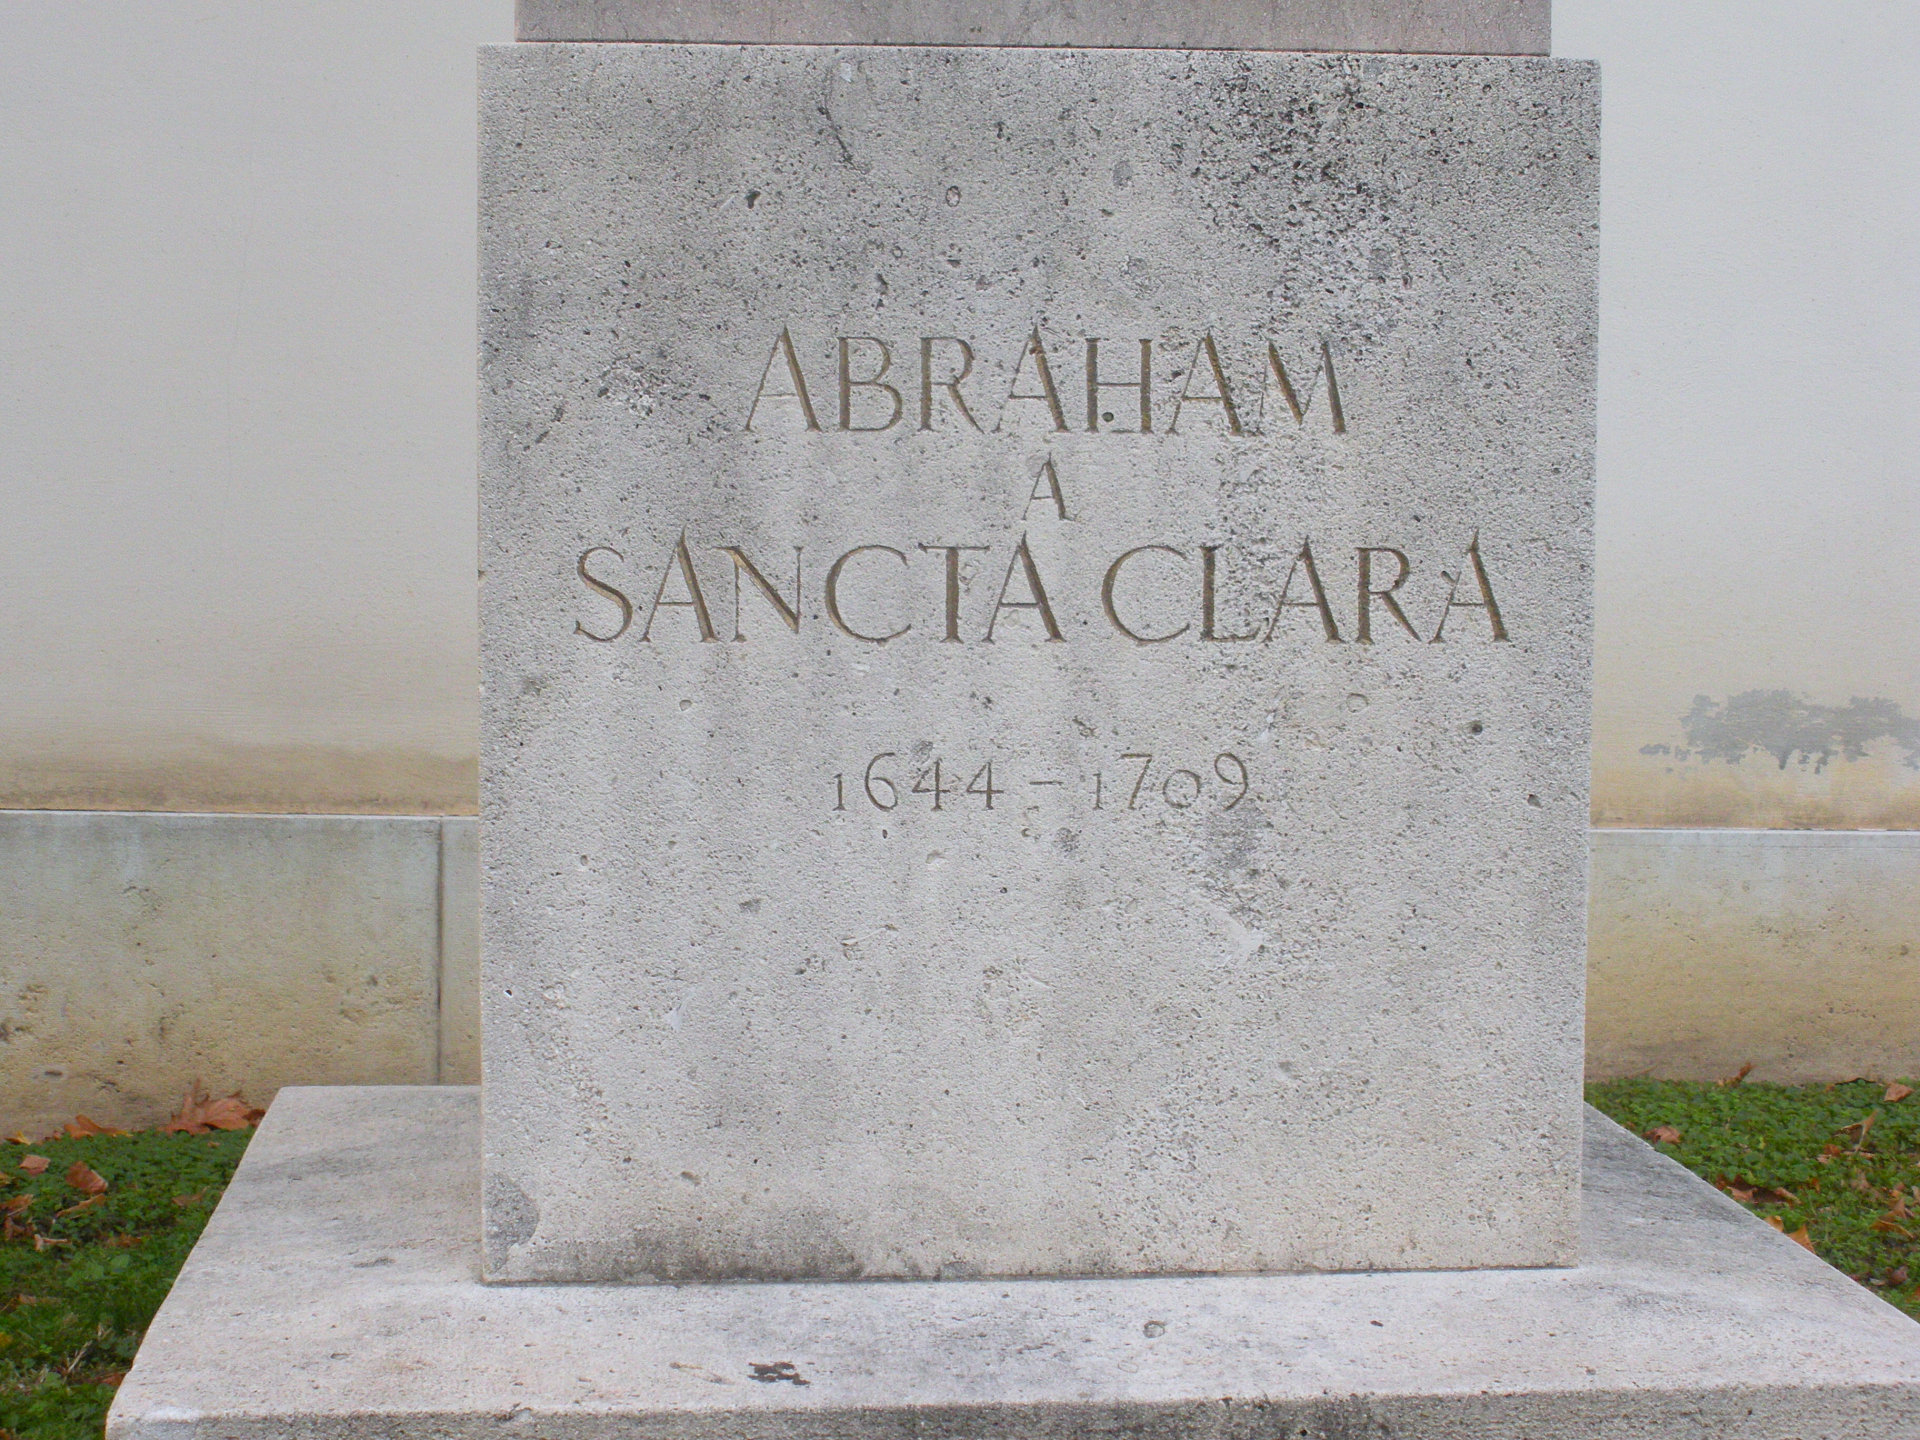 ABRAHAM
A
SANCTA CLARA
1644 - 1709